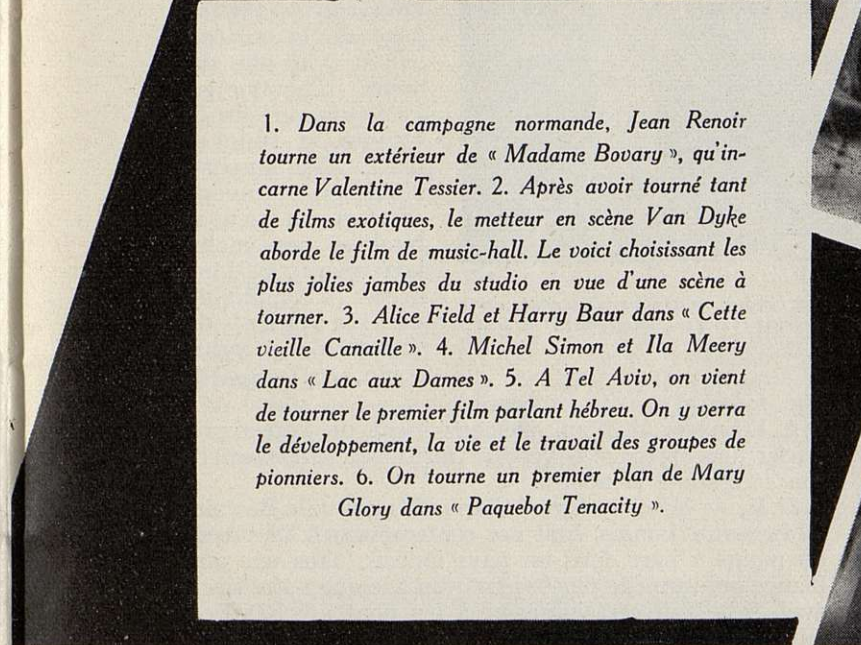 1. Dans la campagne normande, Jean Renoir
tourne un extérieur de « Madame Bovary », qu'in-
carne Valentine Tessier. 2. Après avoir tourné tant
de films exotiques, le metteur en scène Van Dyke
aborde le film de music-hall. Le voici choisissant les
plus jolies jambes du studio en vue d'une scène à
tourner. 3. Alice Field et Harry Baur dans « Cette
vieille Canaille ». 4. Michel Simon et Ila Meery
dans « Lac aux Dames ». 5. A Tel Aviv, on vient
de tourner le premier film parlant hébreu. On y verra
le développement, la vie et le travail des groupes de
pionniers. 6. On tourne un premier plan de Mary
Glory dans « Paquebot Tenacity ».